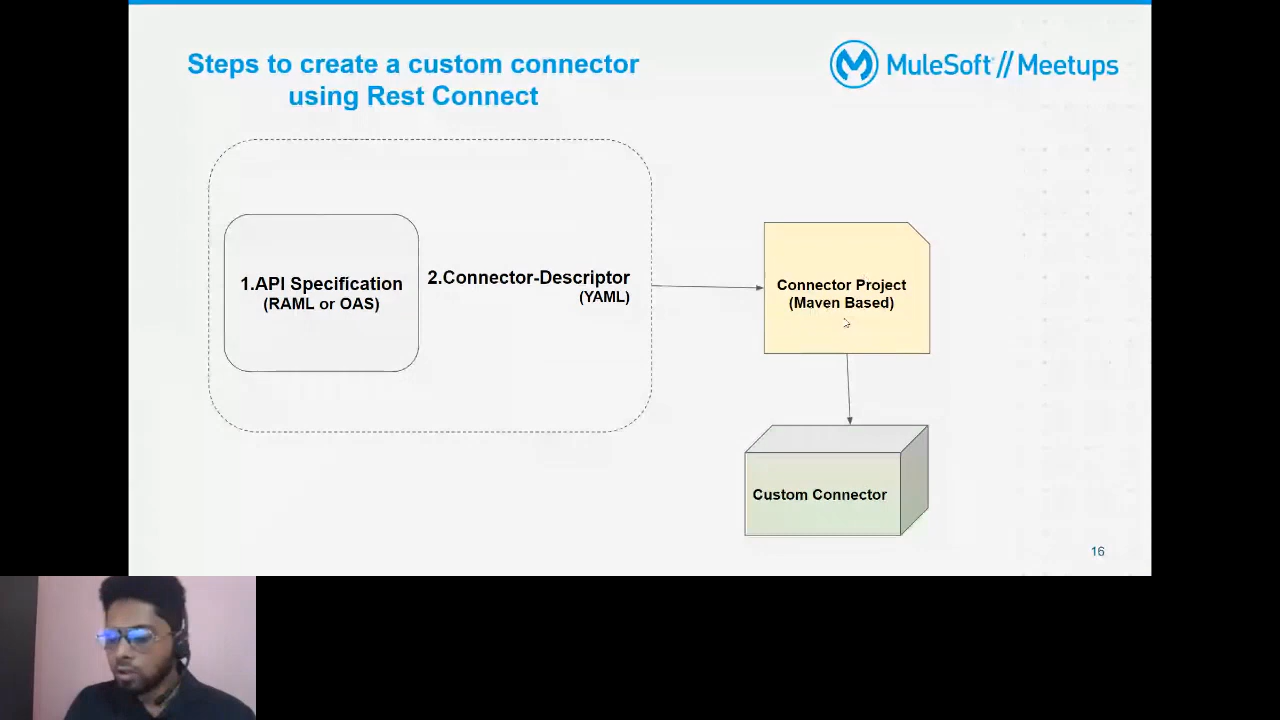 Steps to create a custom connector
using Rest Connect
MuleSoft // Meetups
1.API Specification
(RAML or OAS)
2.Connector-Descriptor
(YAML)
Connector Project
(Maven Based)
Custom Connector
16